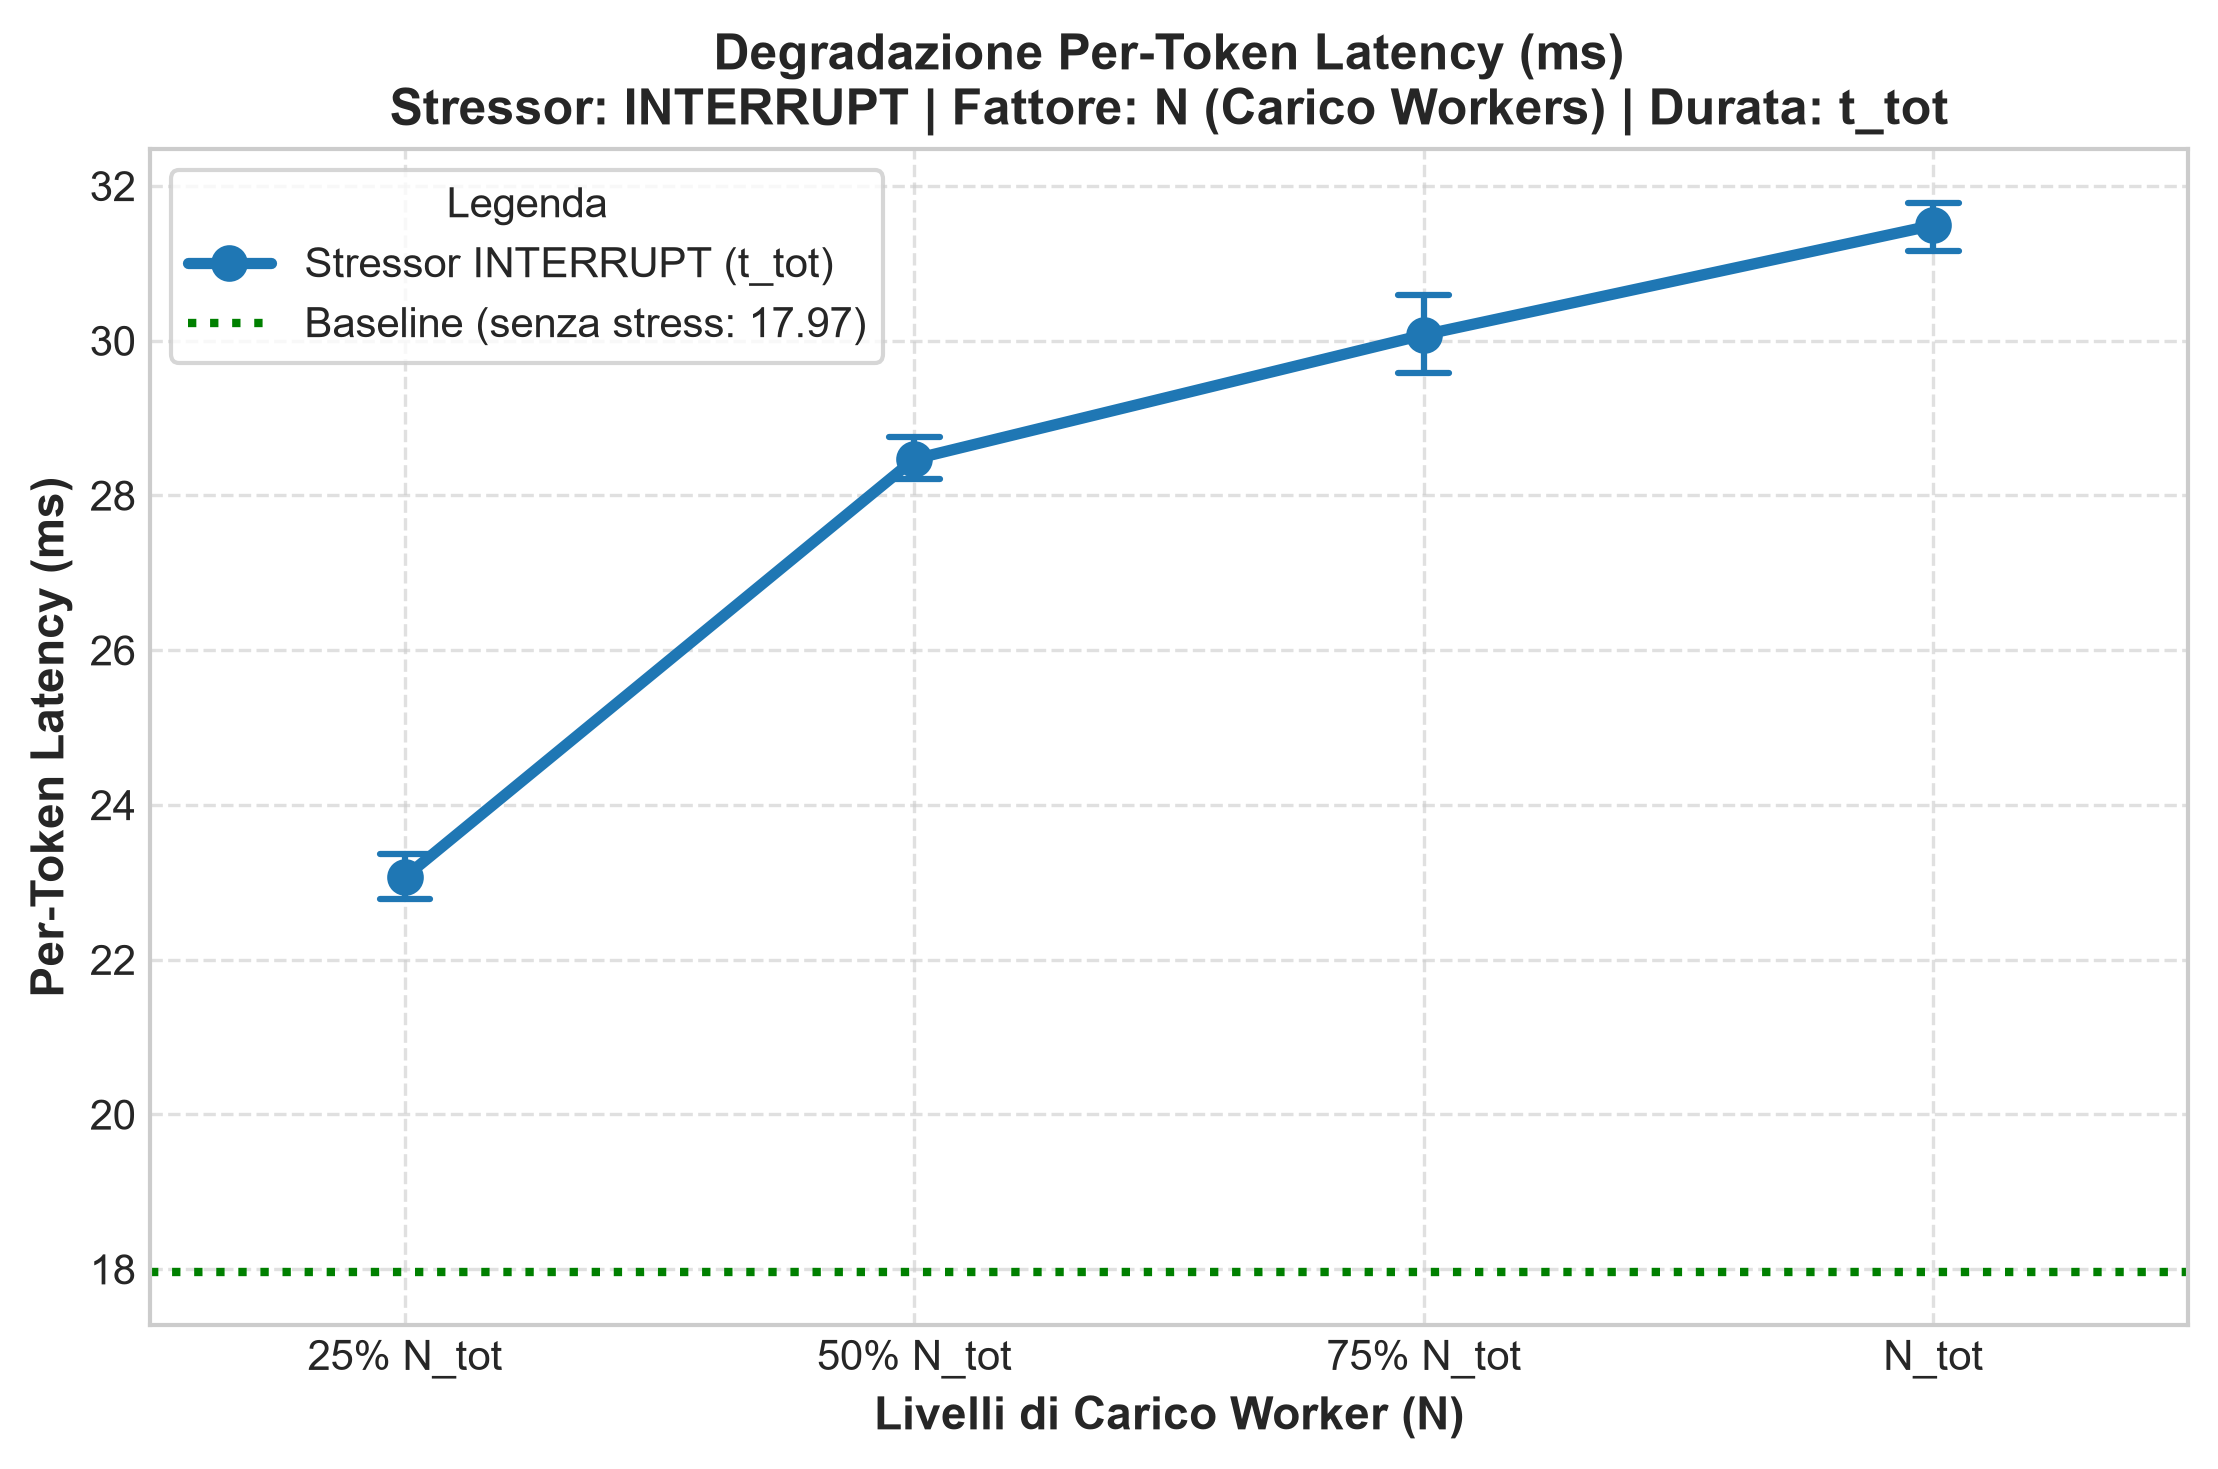 Degradazione Per-Token Latency (ms)
Stressor: INTERRUPT | Fattore: N (Carico Workers) | Durata: t_tot
Legenda
Stressor INTERRUPT (t_tot)
Baseline (senza stress: 17.97)
Per-Token Latency (ms)
32
30
28
26
24
22
20
18
25% N_tot
50% N_tot
75% N_tot
N_tot
Livelli di Carico Worker (N)